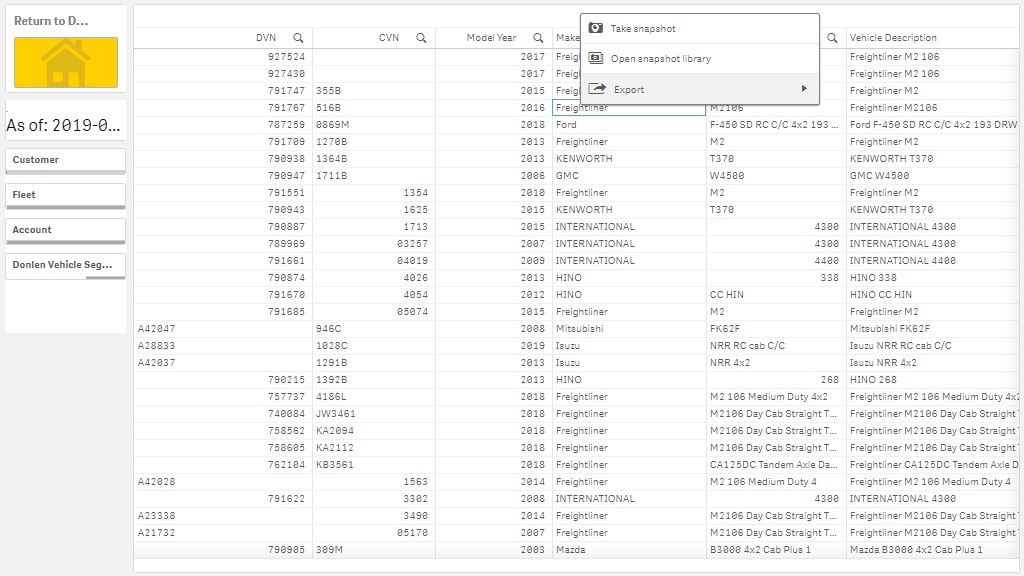 Return to D...
As of: 2019-0...
Customer
Fleet
Account
Donlen Vehicle Seg...
Take snapshot
Open snapshot library
Export
DVN CVN Model Year Make Vehicle Description
927524 2017 Freightliner M2 106
927430 2017 Freightliner M2 106
791747 355B 2015 Freightliner M2
791767 516B 2016 Freightliner M2106 Freightliner M2106
787259 0869M 2018 Ford F-450 SD RC C/C 4x2 193 ... Ford F-450 SD RC C/C 4x2 193 DRW
791709 1270B 2013 Freightliner M2 Freightliner M2
790938 1364B 2013 KENWORTH T370 KENWORTH T370
790947 1711B 2006 GMC W4500 GMC W4500
791551 1354 2010 Freightliner M2 Freightliner M2
790943 1625 2015 KENWORTH T370 KENWORTH T370
790887 1713 2015 INTERNATIONAL 4300 INTERNATIONAL 4300
789969 03257 2007 INTERNATIONAL 4300 INTERNATIONAL 4300
791661 04019 2009 INTERNATIONAL 4400 INTERNATIONAL 4400
790874 4026 2013 HINO 338 HINO 338
791670 4054 2012 HINO CC HIN HINO CC HIN
791685 05074 2015 Freightliner M2 Freightliner M2
A42047 946C 2008 Mitsubishi FK62F Mitsubishi FK62F
A28833 1028C 2019 Isuzu NRR RC cab C/C Isuzu NRR RC cab C/C
A42037 1291B 2013 Isuzu NRR 4x2 Isuzu NRR 4x2
790215 1392B 2013 HINO 268 HINO 268
757737 4186L 2018 Freightliner M2 106 Medium Duty 4x2 Freightliner M2 106 Medium Duty 4x2
740084 JW3461 2018 Freightliner M2106 Day Cab Straight T... Freightliner M2106 Day Cab Straight
758562 KA2094 2018 Freightliner M2106 Day Cab Straight T... Freightliner M2106 Day Cab Straight
758605 KA2112 2018 Freightliner M2106 Day Cab Straight T... Freightliner M2106 Day Cab Straight
762104 KB3561 2018 Freightliner CA125DC Tandem Axle Da... Freightliner CA125DC Tandem Axle D
A42028 1563 2014 Freightliner M2 106 Medium Duty 4 Freightliner M2 106 Medium Duty 4
791622 3302 2008 INTERNATIONAL 4300 INTERNATIONAL 4300
A23338 3490 2014 Freightliner M2106 Day Cab Straight T... Freightliner M2106 Day Cab Straight
A21732 05170 2007 Freightliner M2106 Day Cab Straight T... Freightliner M2106 Day Cab Straight
790905 309M 2003 Mazda B3000 4x2 Cab Plus 1 Mazda B3000 4x2 Cab Plus 1